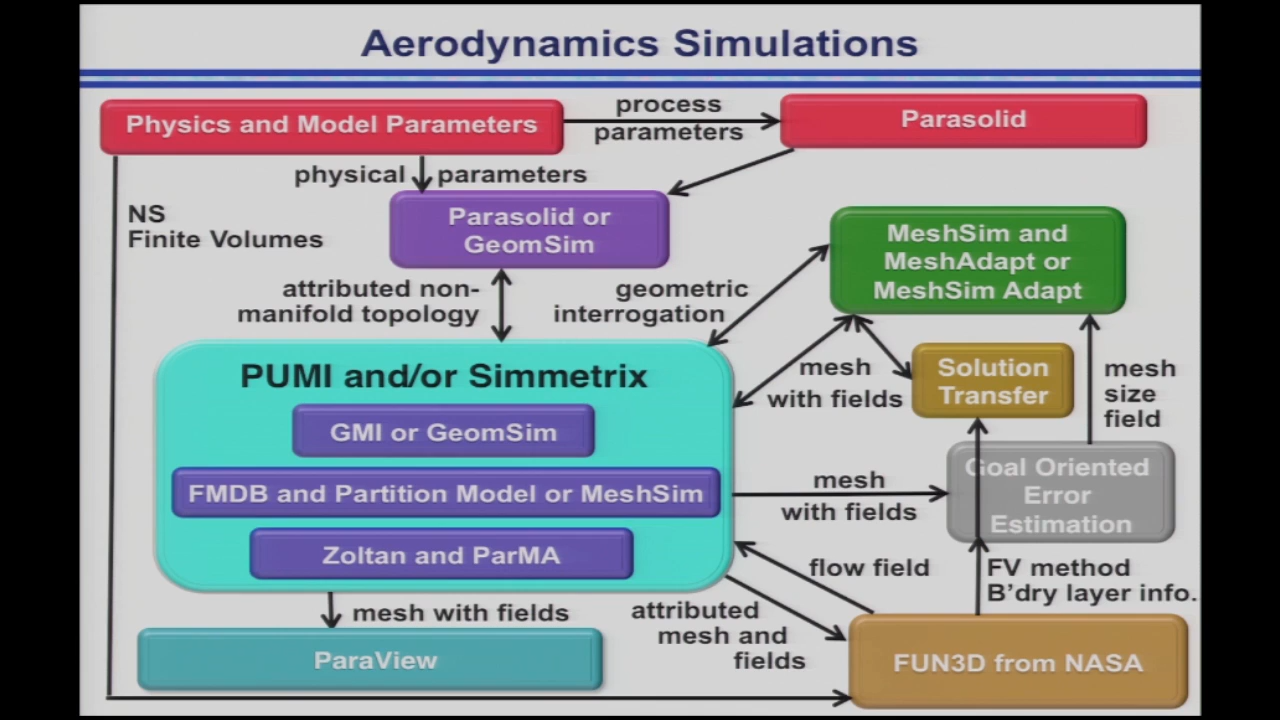 Aerodynamics Simulations
Physics and Model Parameters
process
parameters
Parasolid
physical parameters
NS
Finite Volumes
Parasolid or
GeomSim
MeshSim and
MeshAdapt or
MeshSim Adapt
attributed non-
manifold topology
geometric
interrogation
PUMI and/or Simmetrix
GMI or GeomSim
FMDB and Partition Model or MeshSim
Zoltan and ParMA
mesh
with fields
Solution
Transfer
mesh
size
field
mesh
with fields
Goal Oriented
Error
Estimation
flow field
FV method
B'dry layer info.
mesh with fields
attributed
mesh and
fields
ParaView
FUN3D from NASA